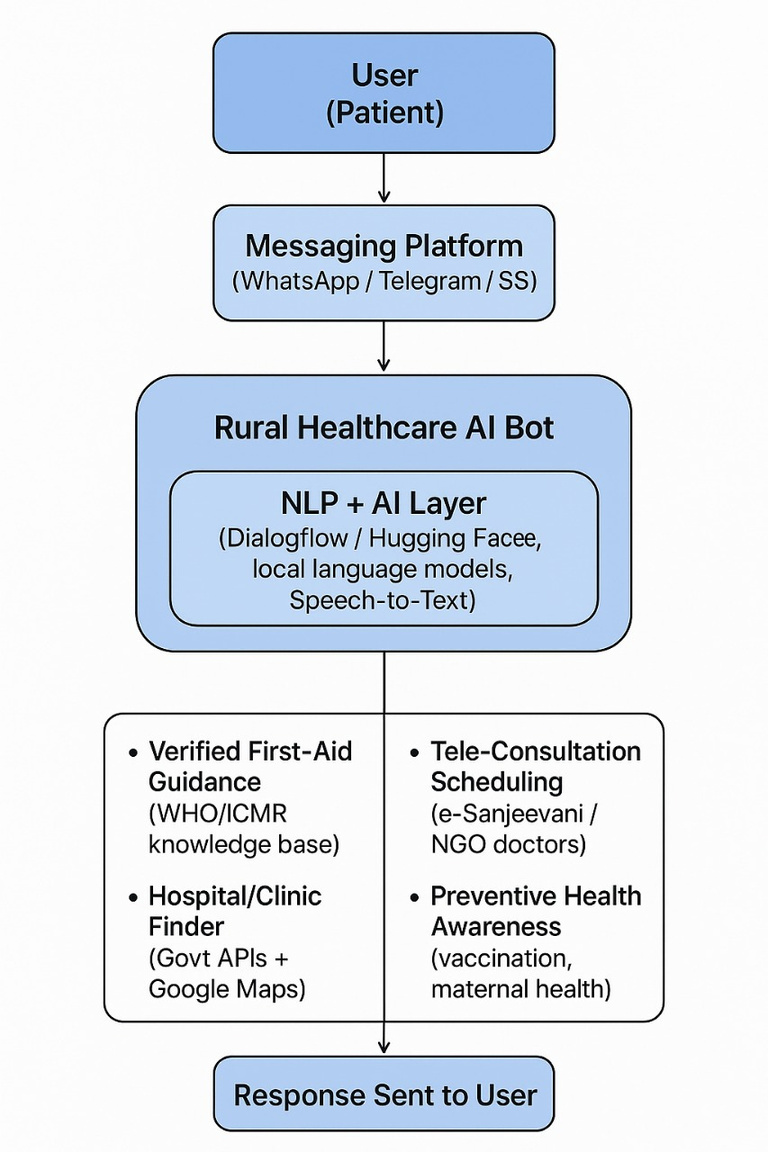 User
(Patient)
Messaging Platform
(WhatsApp / Telegram / SS)
Rural Healthcare AI Bot
NLP + AI Layer
(Dialogflow / Hugging Facee,
local language models,
Speech-to-Text)
• Verified First-Aid
Guidance
(WHO/ICMR
knowledge base)
• Hospital/Clinic
Finder
(Govt APIs +
Google Maps)
• Tele-Consultation
Scheduling
(e-Sanjeevani /
NGO doctors)
• Preventive Health
Awareness
(vaccination,
maternal health)
Response Sent to User